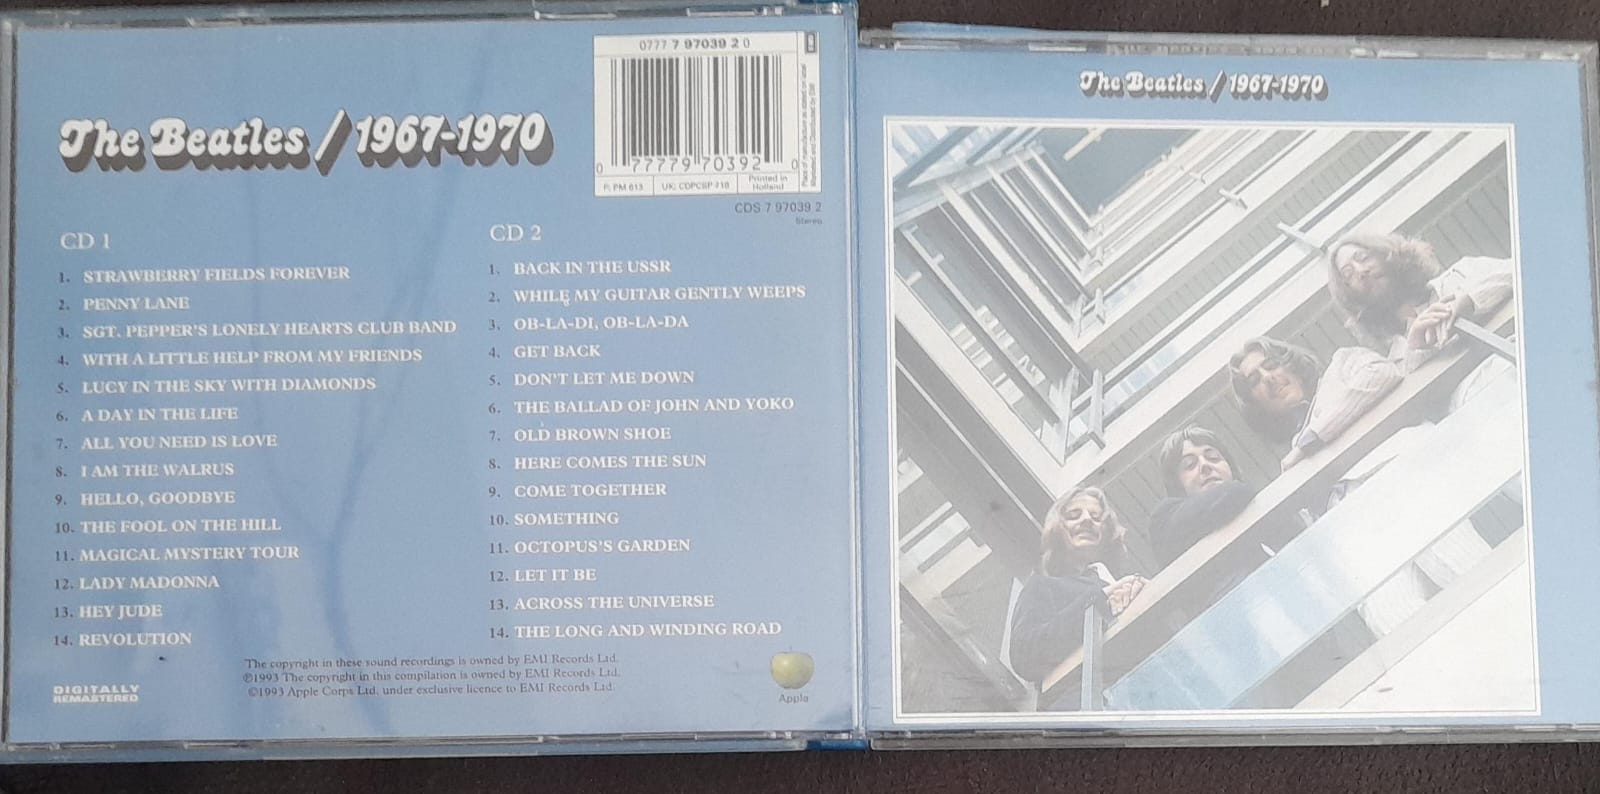 The Beatles / 1967-1970
0777 7 97039 2 0
0 77779 70392 0
UK: CDPCSP 718
Printed in
Holland
CDS 7 97039 2
Stereo
CD 1
1. STRAWBERRY FIELDS FOREVER
2. PENNY LANE
3. SGT. PEPPER'S LONELY HEARTS CLUB BAND
4. WITH A LITTLE HELP FROM MY FRIENDS
5. LUCY IN THE SKY WITH DIAMONDS
6. A DAY IN THE LIFE
7. ALL YOU NEED IS LOVE
8. I AM THE WALRUS
9. HELLO, GOODBYE
10. THE FOOL ON THE HILL
11. MAGICAL MYSTERY TOUR
12. LADY MADONNA
13. HEY JUDE
14. REVOLUTION
CD 2
1. BACK IN THE USSR
2. WHILE MY GUITAR GENTLY WEEPS
3. OB-LA-DI, OB-LA-DA
4. GET BACK
5. DON'T LET ME DOWN
6. THE BALLAD OF JOHN AND YOKO
7. OLD BROWN SHOE
8. HERE COMES THE SUN
9. COME TOGETHER
10. SOMETHING
11. OCTOPUS'S GARDEN
12. LET IT BE
13. ACROSS THE UNIVERSE
14. THE LONG AND WINDING ROAD
The copyright in these sound recordings is owned by EMI Records Ltd.
℗1993 The copyright in this compilation is owned by EMI Records Ltd.
©1993 Apple Corps Ltd. under exclusive licence to EMI Records Ltd.
DIGITALLY
REMASTERED
Apple
The Beatles / 1967-1970